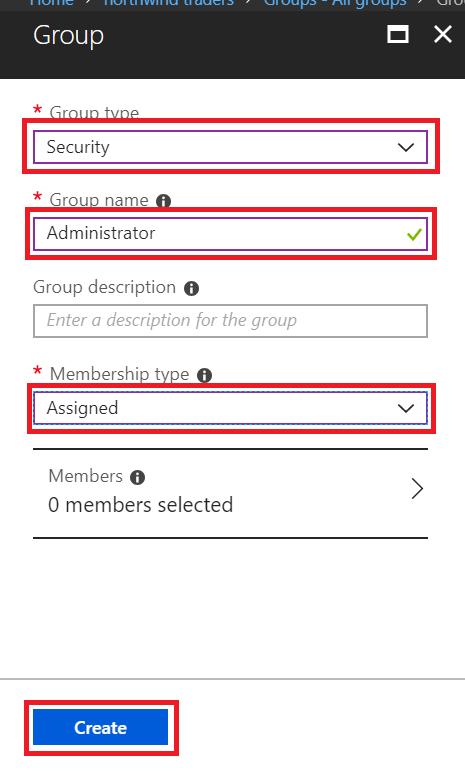 Home > northwind traders > Groups - All groups > Gro
Group
* Group type
Security
* Group name
Administrator
Group description
Enter a description for the group
* Membership type
Assigned
Members
0 members selected
Create